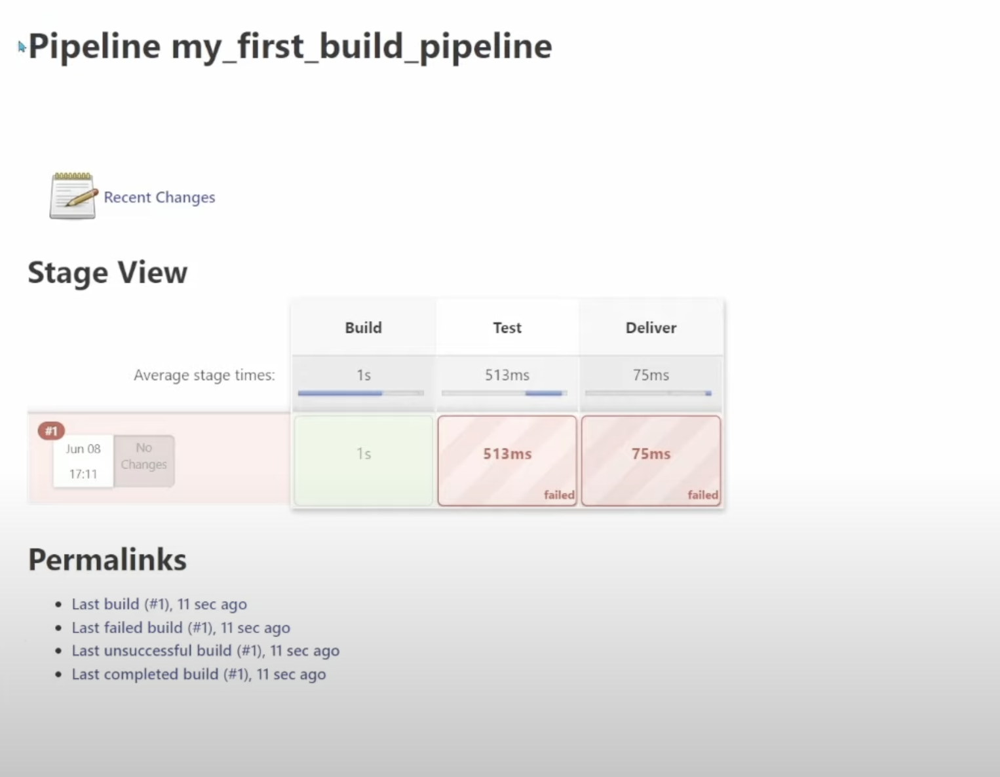 Pipeline my_first_build_pipeline
Recent Changes
Stage View
Build Test Deliver
Average stage times: 1s 513ms 75ms
#1
Jun 08
17:11
No
Changes
1s 513ms 75ms
failed failed
Permalinks
Last build (#1), 11 sec ago
Last failed build (#1), 11 sec ago
Last unsuccessful build (#1), 11 sec ago
Last completed build (#1), 11 sec ago